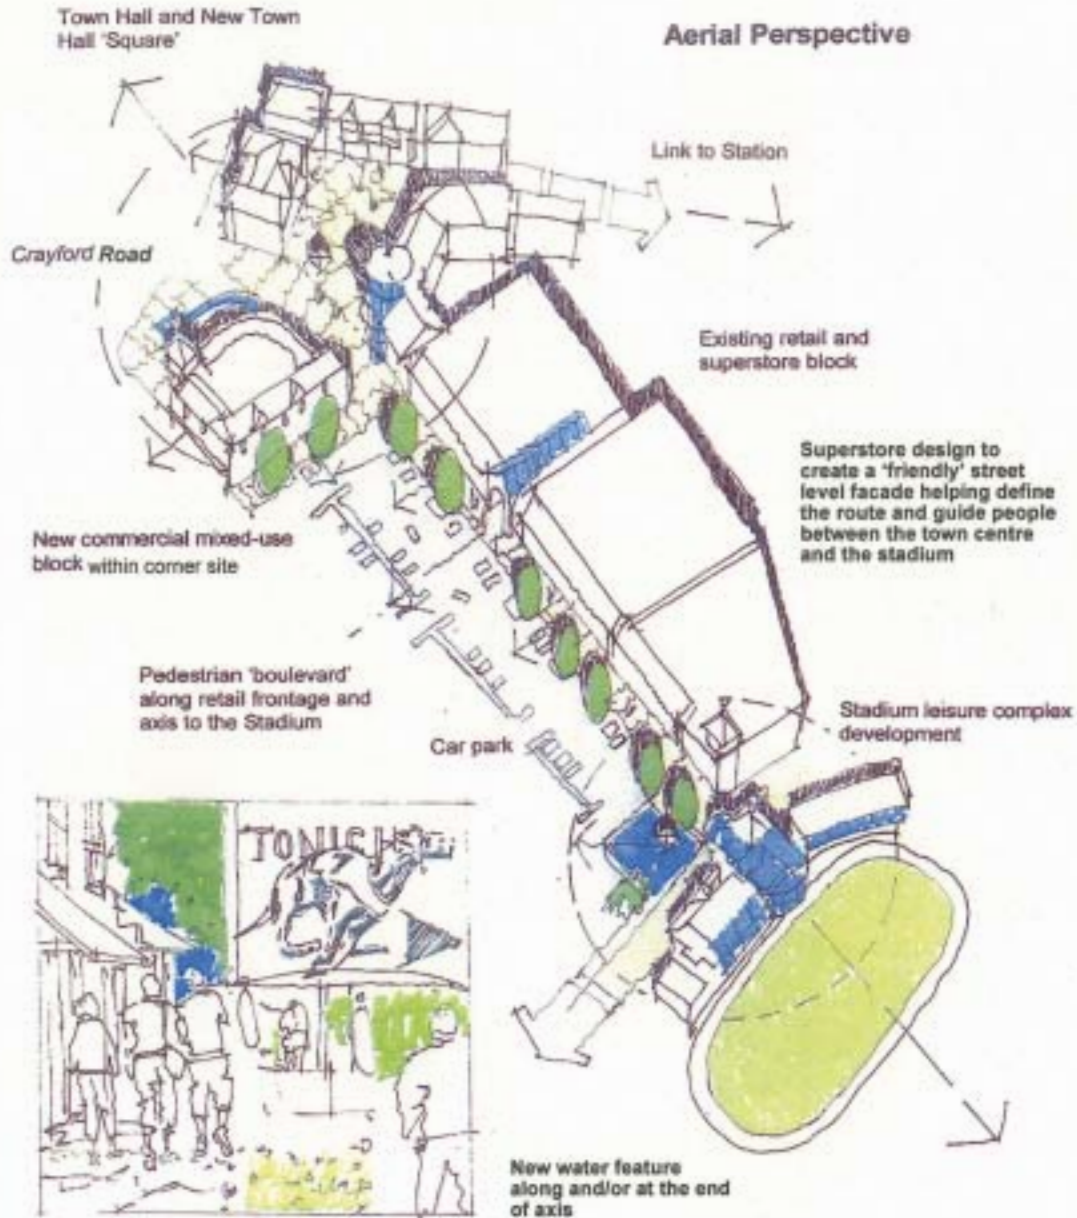 Town Hall and New Town
Hall 'Square'
Aerial Perspective
Link to Station
Crayford Road
Existing retail and
superstore block
Superstore design to
create a 'friendly' street
level facade helping define
the route and guide people
between the town centre
and the stadium
New commercial mixed-use
block within corner site
Pedestrian 'boulevard'
along retail frontage and
axis to the Stadium
Car park
Stadium leisure complex
development
TONIGH
New water feature
along and/or at the end
of axis